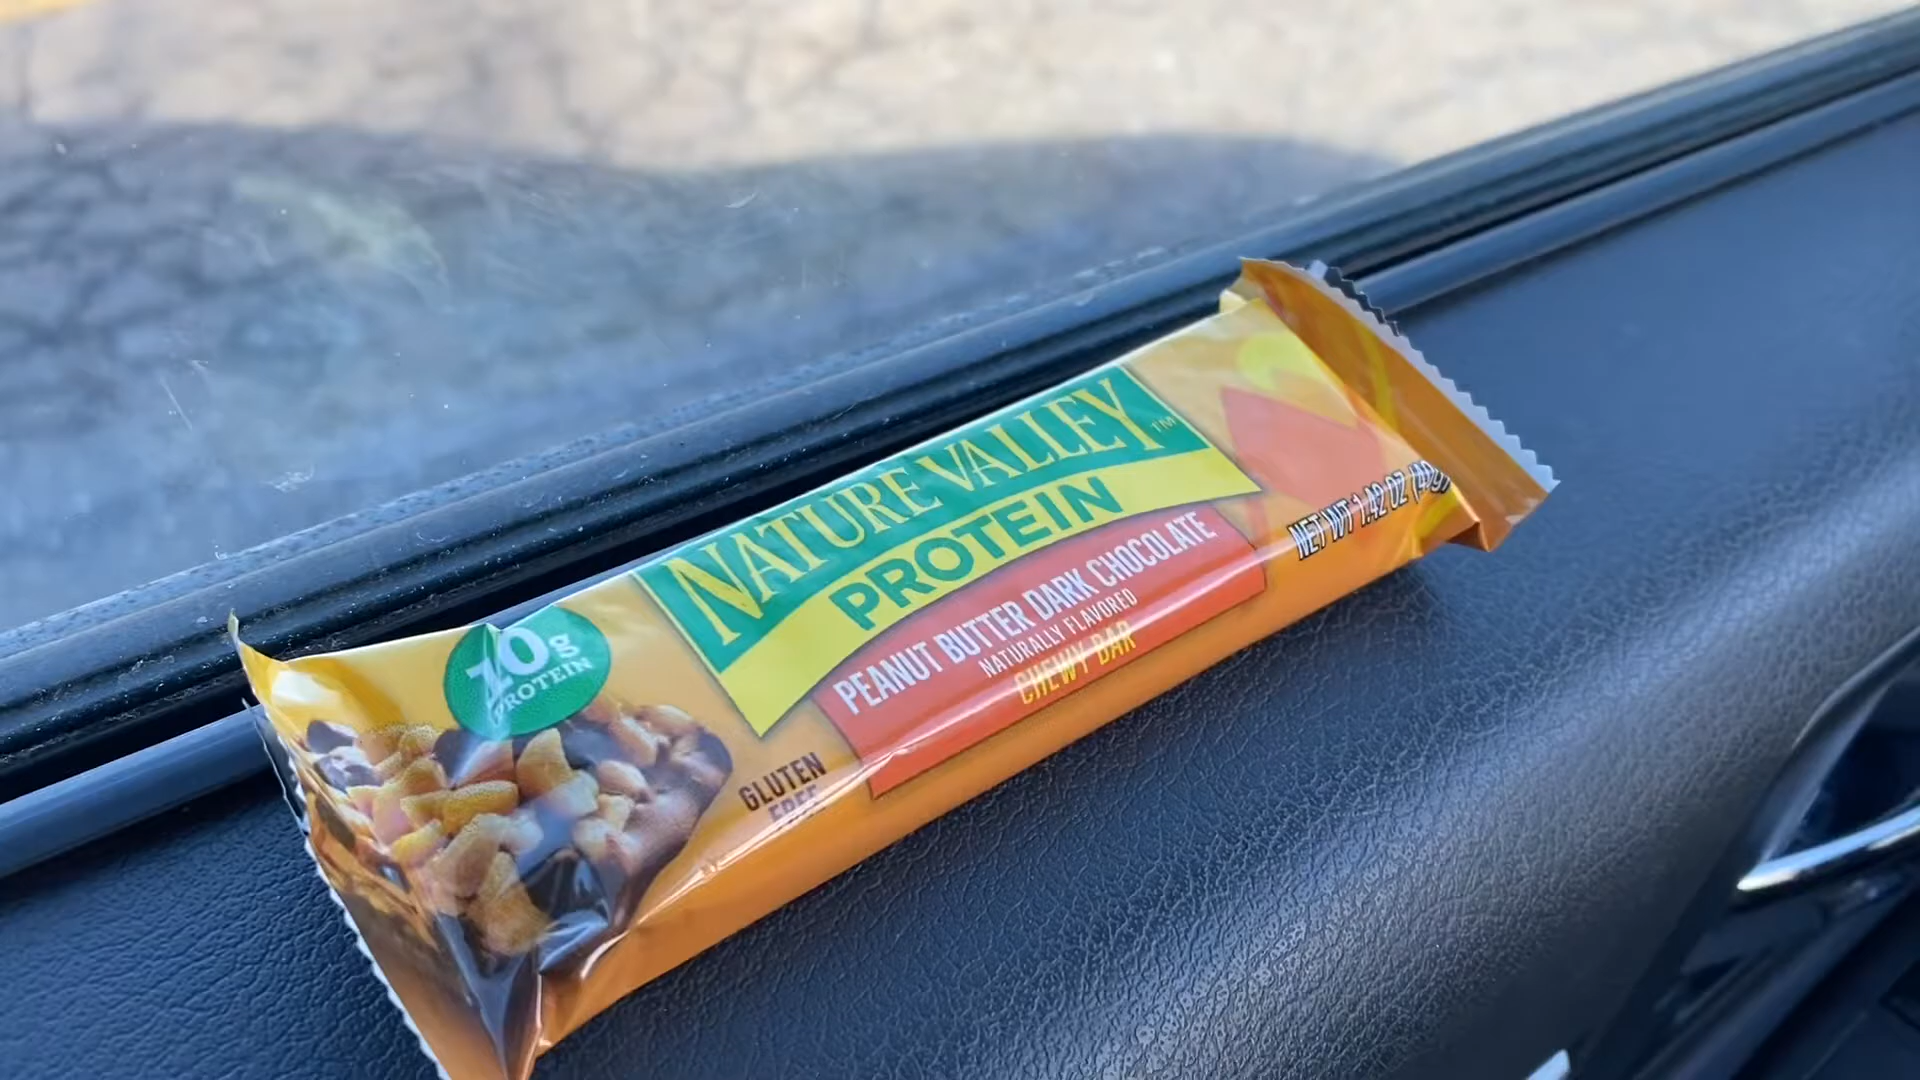 10g
PROTEIN
NATURE VALLEY™
PROTEIN
PEANUT BUTTER DARK CHOCOLATE
NATURALLY FLAVORED
CHEWY BAR
GLUTEN
FREE
NET WT 1.42 OZ (40g)